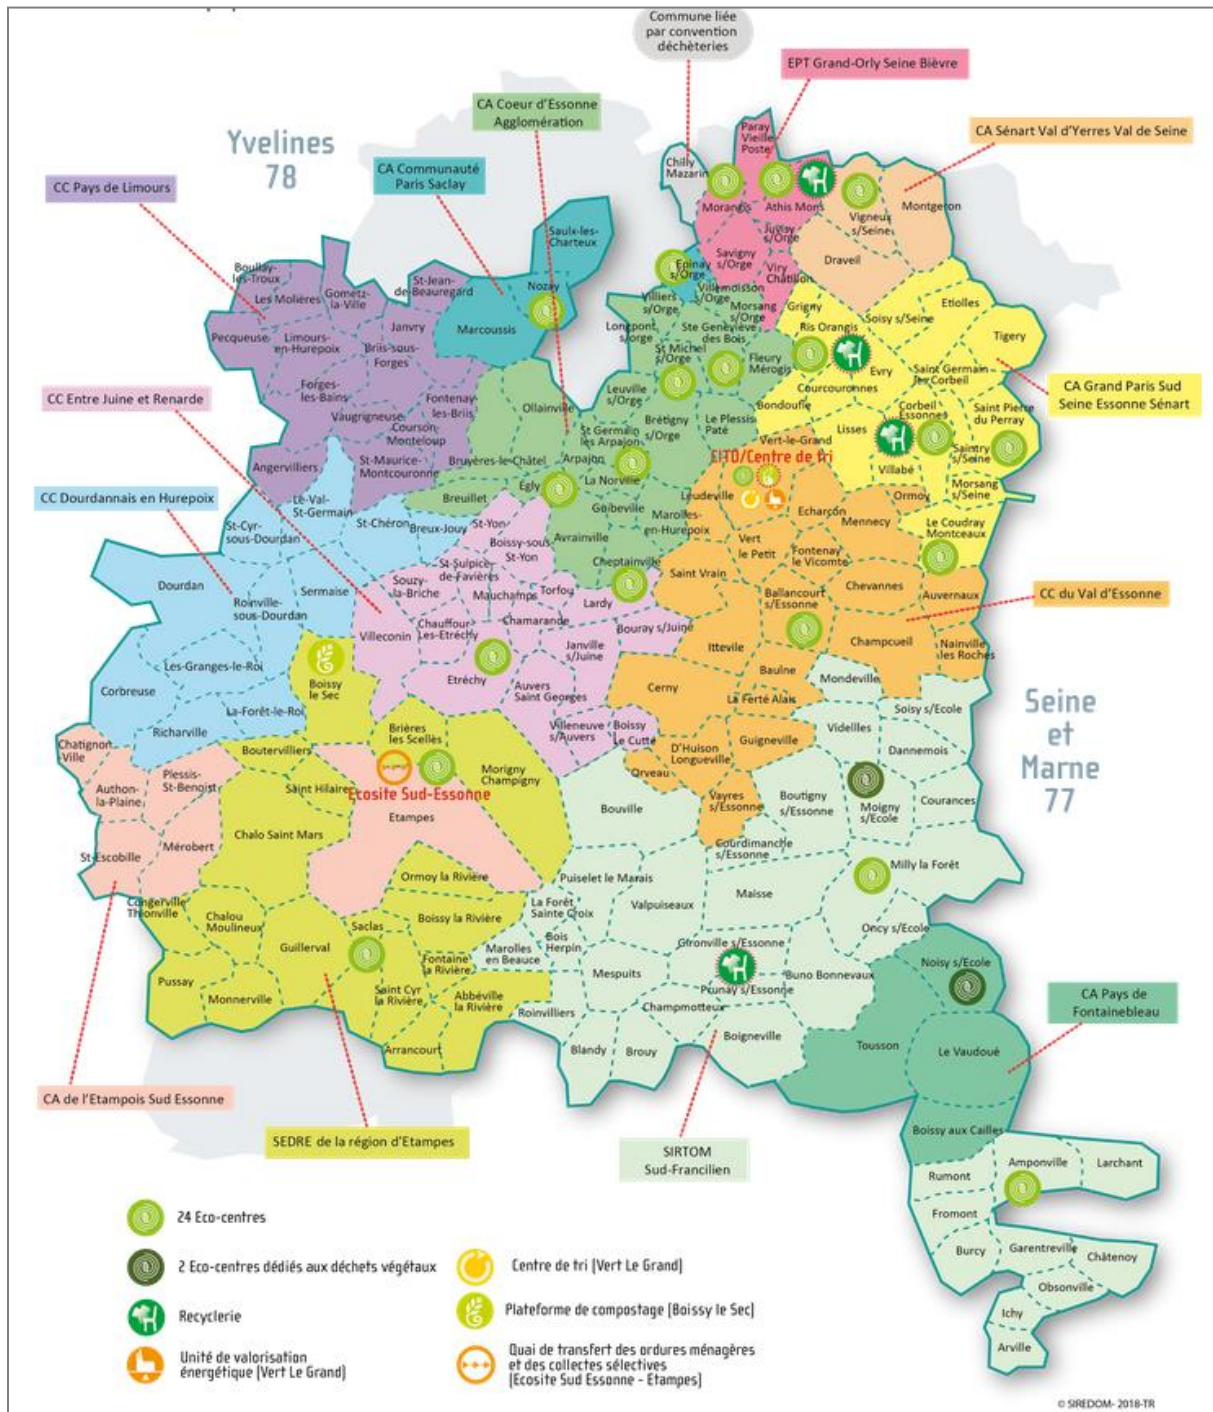 Commune liée
par convention
déchèteries
EPT Grand-Orly Seine Bièvre
CA Coeur d'Essonne
Agglomération
CA Sénart Val d'Yerres Val de Seine
Yvelines
78
CA Communauté
Paris Saclay
CC Pays de Limours
Paray
Vieille
Poste
Chilly
Mazarin
Morangis
Athis Mons
Vigneux
s/Seine
Montgeron
Juvisy
s/Orge
Savigny
s/Orge
Draveil
Viry
Châtillon
Saulx-les-
Chartreux
Epinay
s/Orge
Nozay
Marcoussis
Villemoisson
s/Orge
Villiers
s/Orge
Morsang
s/Orge
Longpont
s/orge
Ste Geneviève
des Bois
St Michel
s/Orge
Fleury
Mérogis
Grigny
Ris Orangis
Soisy s/Seine
Etiolles
Tigery
Evry
Saint Germain
les Corbeil
Courcouronnes
Bondoufle
Lisses
Corbeil
Essonnes
Saint Pierre
du Perray
Saintry
s/Seine
Villabé
Morsang
s/Seine
Le Coudray
Montceaux
CA Grand Paris Sud
Seine Essonne Sénart
Boullay-
les-Troux
Les Molières
Gometz-
la-Ville
St-Jean-
de-Beauregard
Pecqueuse
Limours-
en-Hurepoix
Janvry
Briis-sous-
Forges
Forges-
les-Bains
Vaugrigneuse
Fontenay
les-Briis
Courson-
Monteloup
Angervilliers
St-Maurice-
Montcouronne
CC Entre Juine et Renarde
Ollainville
Leuville
s/Orge
Brétigny
s/Orge
Le Plessis
Paté
St Germain
lès Arpajon
Arpajon
Bruyères-le-Châtel
La Norville
Egly
Breuillet
Guibeville
Avrainville
Marolles-
en-Hurepoix
Cheptainville
Leudeville
Vert-le-Grand
CITD/Centre de tri
Echarçon
Ormoy
Mennecy
Vert
le Petit
Fontenay
le Vicomte
Saint Vrain
Ballancourt
s/Essonne
Chevannes
Auvernaux
CC du Val d'Essonne
Champcueil
Nainville
les Roches
Itteville
Baulne
Cerny
La Ferté Alais
D'Huison
Longueville
Guigneville
Orveau
Vayres
s/Essonne
CC Dourdannais en Hurepoix
Le-Val-
St-Germain
St-Cyr-
sous-Dourdan
St-Chéron
Breux-Jouy
Dourdan
Roinville-
sous-Dourdan
Sermaise
Les-Granges-le-Roi
Corbreuse
La-Forêt-le-Roi
Richarville
St-Yon
Boissy-sous-
St-Yon
St-Sulpice-
de-Favières
Souzy-
la-Briche
Mauchamps
Torfou
Lardy
Chauffour-
Les-Etréchy
Chamarande
Villeconin
Bouray s/Juine
Janville
s/Juine
Etréchy
Auvers
Saint Georges
Villeneuve
s/Auvers
Boissy
Le Cutté
Boissy
le Sec
Brières
les Scellès
Boutervilliers
Saint Hilaire
Morigny
Champigny
Ecosite Sud-Essonne
Etampes
Chatignon
Ville
Authon-
la-Plaine
Plessis-
St-Benoist
St-Escobille
Mérobert
Chalo Saint Mars
Ormoy la Rivière
Congerville
Thionville
Chalou
Moulineux
Boissy la Rivière
Guillerval
Saclas
Fontaine
la Rivière
Pussay
Monnerville
Saint Cyr
la Rivière
Abbéville
la Rivière
Arrancourt
Mondeville
Soisy s/Ecole
Videlles
Dannemois
Seine
et
Marne
77
Bouville
Boutigny
s/Essonne
Moigny
s/Ecole
Courances
Courdimanche
s/Essonne
Milly la Forêt
Puiselet le Marais
Maisse
Valpuiseaux
La Forêt
Sainte Croix
Oncy s/Ecole
Bois
Herpin
Marolles
en Beauce
Gironville s/Essonne
Mespuits
Prunay s/Essonne
Buno Bonnevaux
Champmotteux
Roinvilliers
Boigneville
Blandy
Brouy
Noisy s/Ecole
Tousson
Le Vaudoué
Boissy aux Cailles
CA Pays de
Fontainebleau
CA de l'Etampois Sud Essonne
SEDRE de la région d'Etampes
SIRTOM
Sud-Francilien
Rumont
Amponville
Larchant
Fromont
Burcy
Garentreville
Châtenoy
Obsonville
Ichy
Arville
24 Eco-centres
2 Eco-centres dédiés aux déchets végétaux
Recyclerie
Unité de valorisation
énergétique (Vert Le Grand)
Centre de tri (Vert Le Grand)
Plateforme de compostage (Boissy le Sec)
Quai de transfert des ordures ménagères
et des collectes sélectives
(Ecosite Sud Essonne - Etampes)
© SIREDOM- 2018-TR